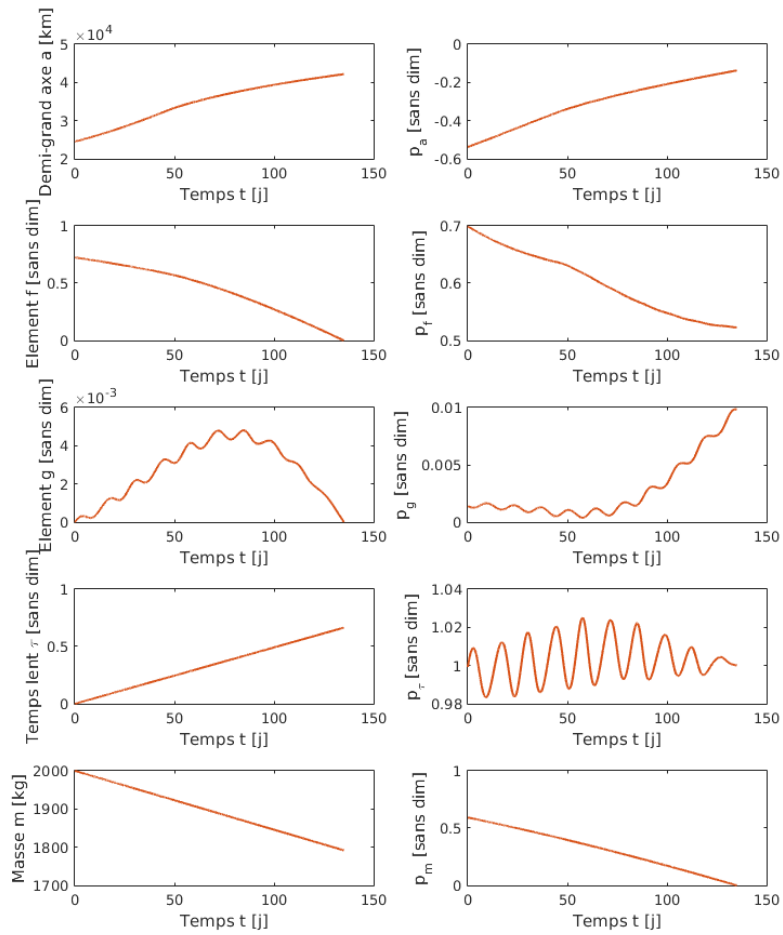 ×10⁴
Demi-grand axe a [km]
5
4
3
2
0 50 100 150
Temps t [j]
p_a [sans dim]
0
-0.2
-0.4
-0.6
0 50 100 150
Temps t [j]
Element f [sans dim]
1
0.5
0
0 50 100 150
Temps t [j]
p_f [sans dim]
0.7
0.6
0.5
0 50 100 150
Temps t [j]
×10⁻³
Element g [sans dim]
6
4
2
0
0 50 100 150
Temps t [j]
p_g [sans dim]
0.01
0.005
0
0 50 100 150
Temps t [j]
Temps lent τ [sans dim]
1
0.5
0
0 50 100 150
Temps t [j]
p_τ [sans dim]
1.04
1.02
1
0.98
0 50 100 150
Temps t [j]
Masse m [kg]
2000
1900
1800
1700
0 50 100 150
Temps t [j]
p_m [sans dim]
1
0.5
0
0 50 100 150
Temps t [j]